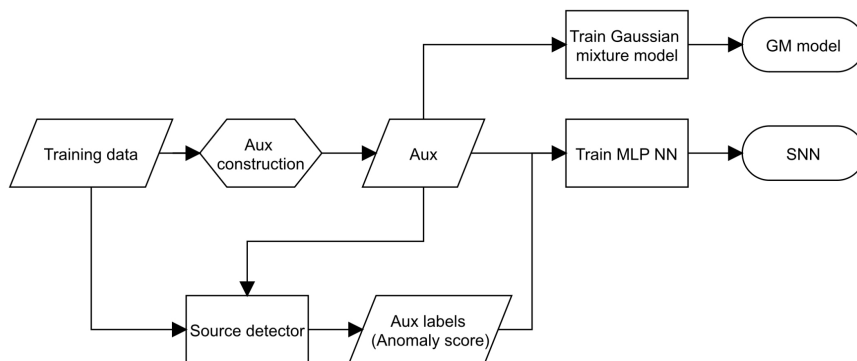 Train Gaussian
mixture model
GM model
Training data
Aux
construction
Aux
Train MLP NN
SNN
Source detector
Aux labels
(Anomaly score)